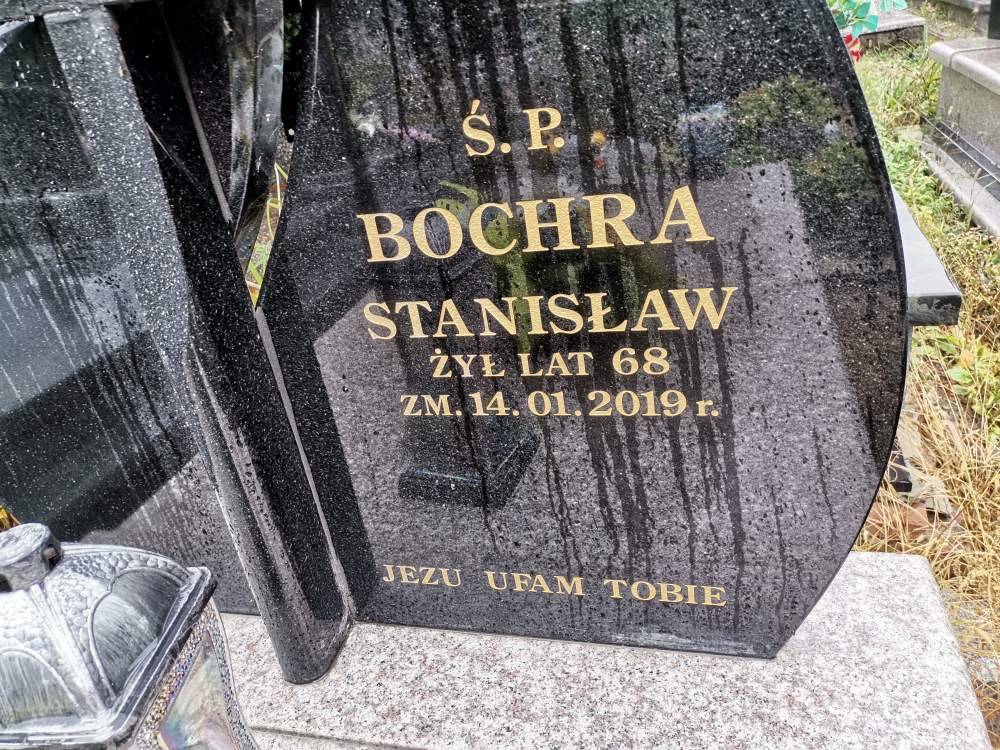 Ś. P.
BOCHRA
STANISŁAW
ŻYŁ LAT 68
ZM. 14. 01. 2019 r.
JEZU UFAM TOBIE